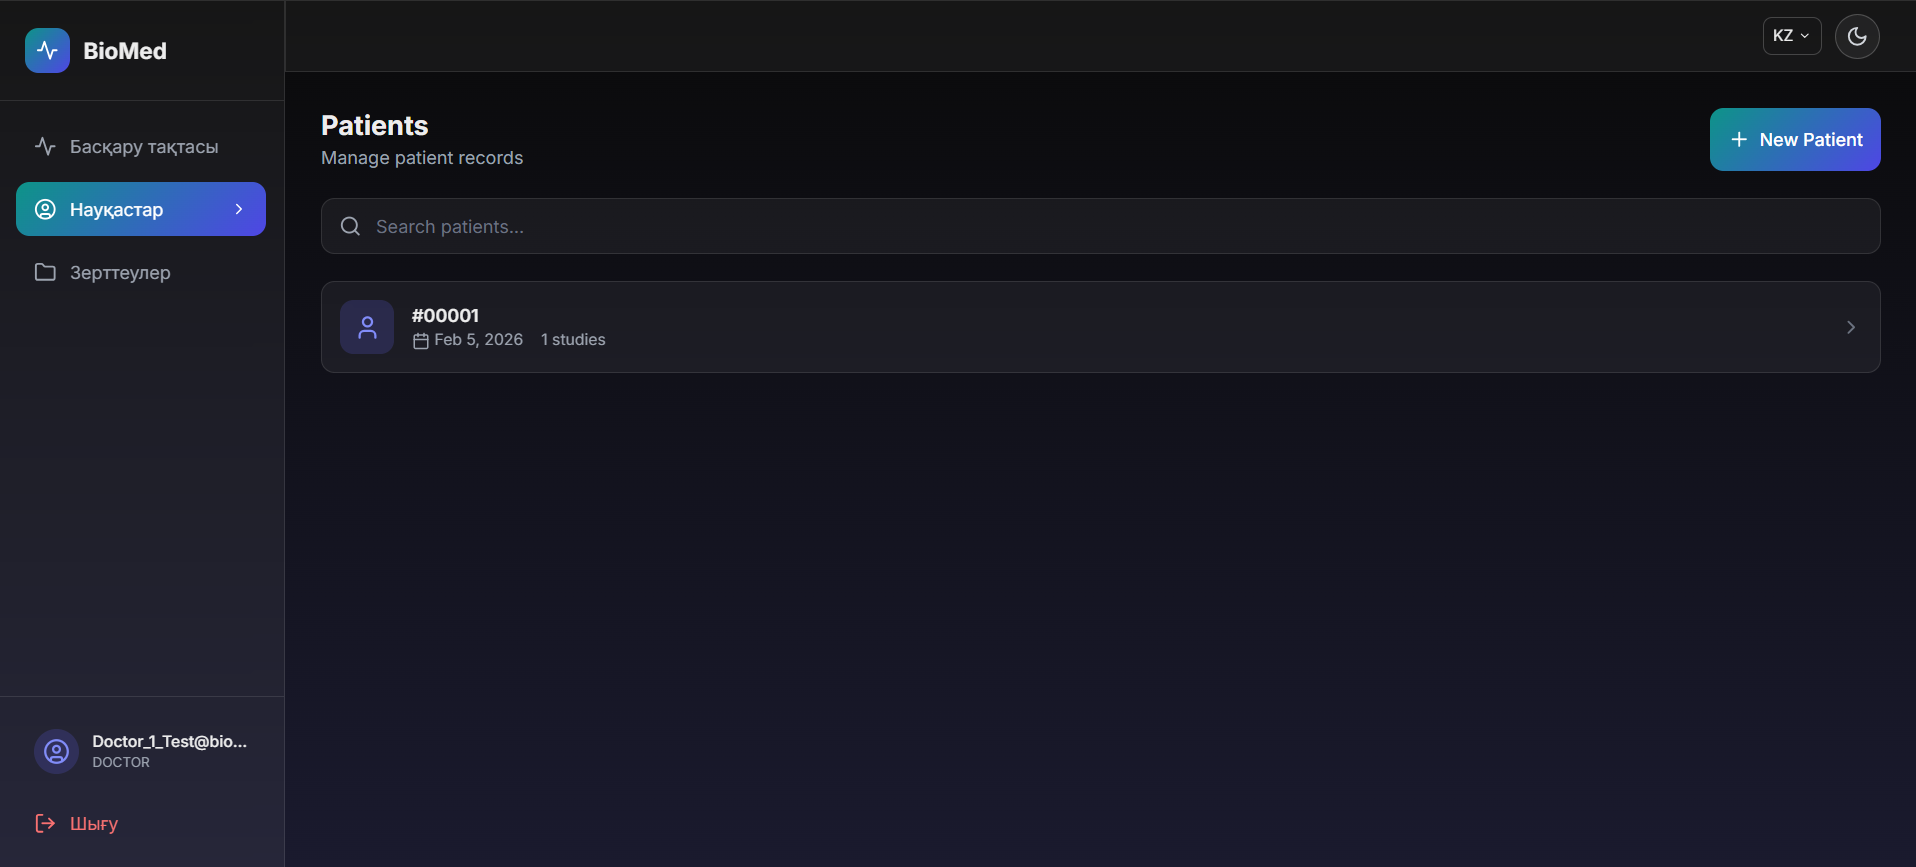 BioMed
KZ
Басқару тақтасы
Науқастар
Зерттеулер
Patients
Manage patient records
New Patient
Search patients...
#00001
Feb 5, 2026 1 studies
Doctor_1_Test@bio...
DOCTOR
Шығу